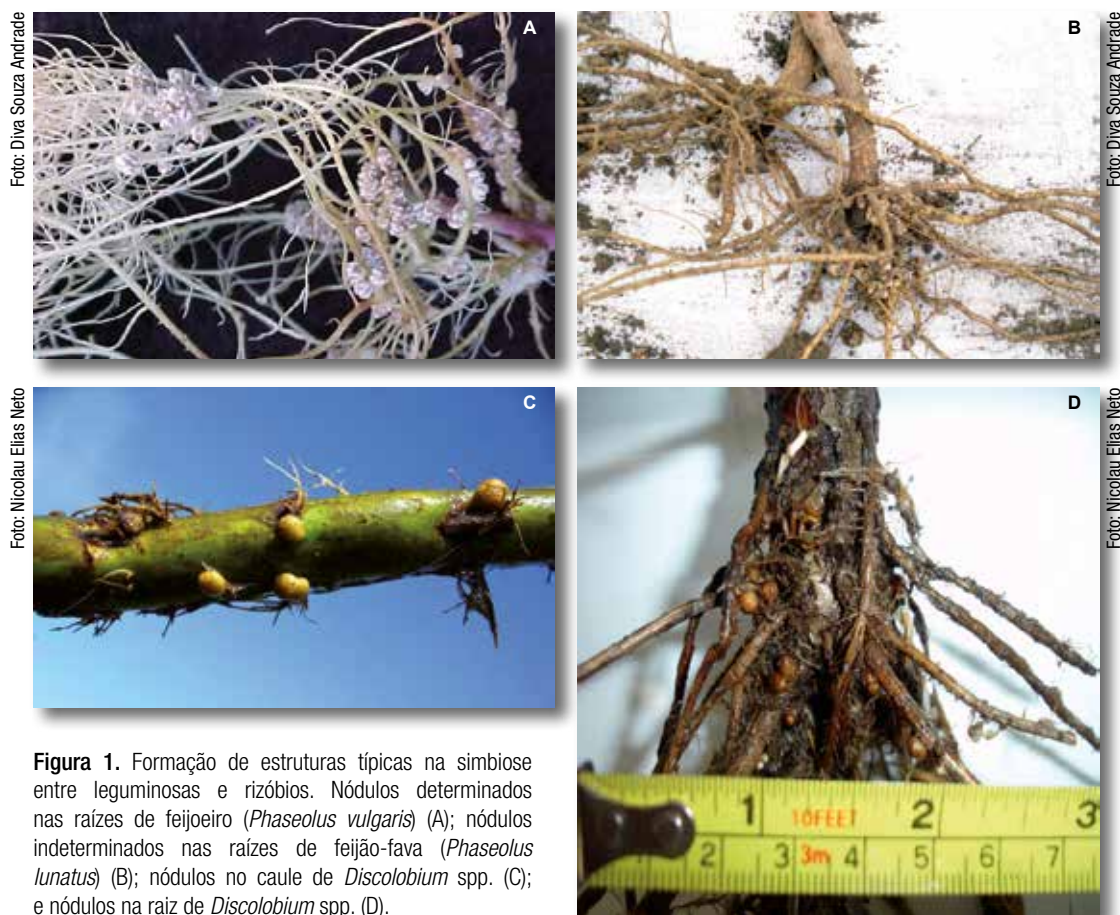 Foto: Diva Souza Andrade
A
B
Foto: Diva Souza Andrade
Foto: Nicolau Elias Neto
C
D
Foto: Nicolau Elias Neto
Figura 1. Formação de estruturas típicas na simbiose
entre leguminosas e rizóbios. Nódulos determinados
nas raízes de feijoeiro (Phaseolus vulgaris) (A); nódulos
indeterminados nas raízes de feijão-fava (Phaseolus
lunatus) (B); nódulos no caule de Discolobium spp. (C);
e nódulos na raiz de Discolobium spp. (D).
1 10FEET 2 3
2 3 3m 4 5 6 7